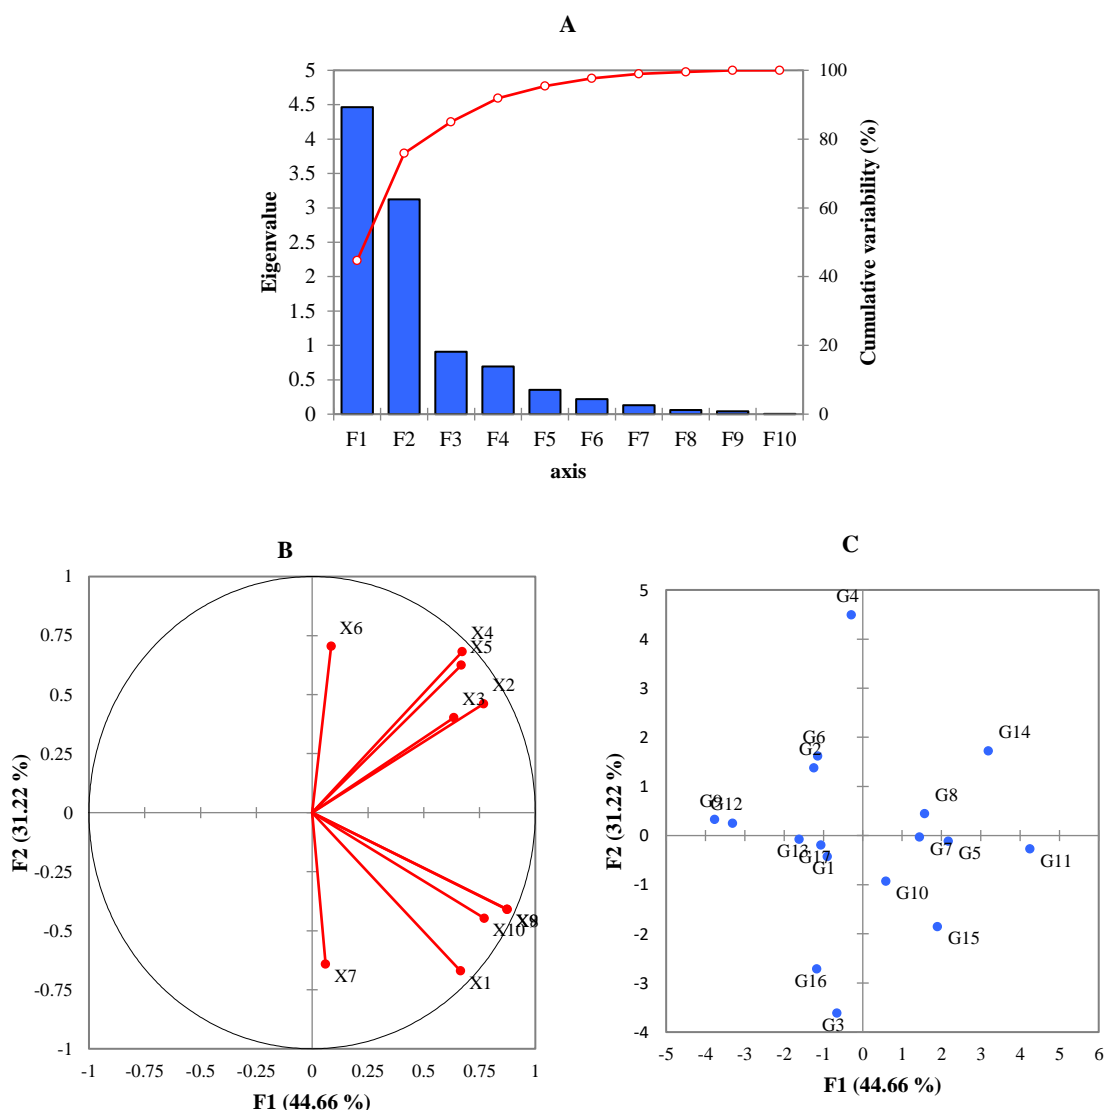 A
5
4.5
4
3.5
3
2.5
2
1.5
1
0.5
0
Eigenvalue
100
80
60
40
20
0
Cumulative variability (%)
F1 F2 F3 F4 F5 F6 F7 F8 F9 F10
axis
B
1
0.75
0.5
0.25
0
-0.25
-0.5
-0.75
-1
F2 (31.22 %)
X6
X4
X5
X2
X3
X10
X1
X7
-1 -0.75 -0.5 -0.25 0 0.25 0.5 0.75 1
F1 (44.66 %)
C
5
4
3
2
1
0
-1
-2
-3
-4
F2 (31.22 %)
G4
G14
G6
G2
G8
G9
G12
G13
G17
G1
G7
G5
G11
G10
G15
G16
G3
-5 -4 -3 -2 -1 0 1 2 3 4 5 6
F1 (44.66 %)